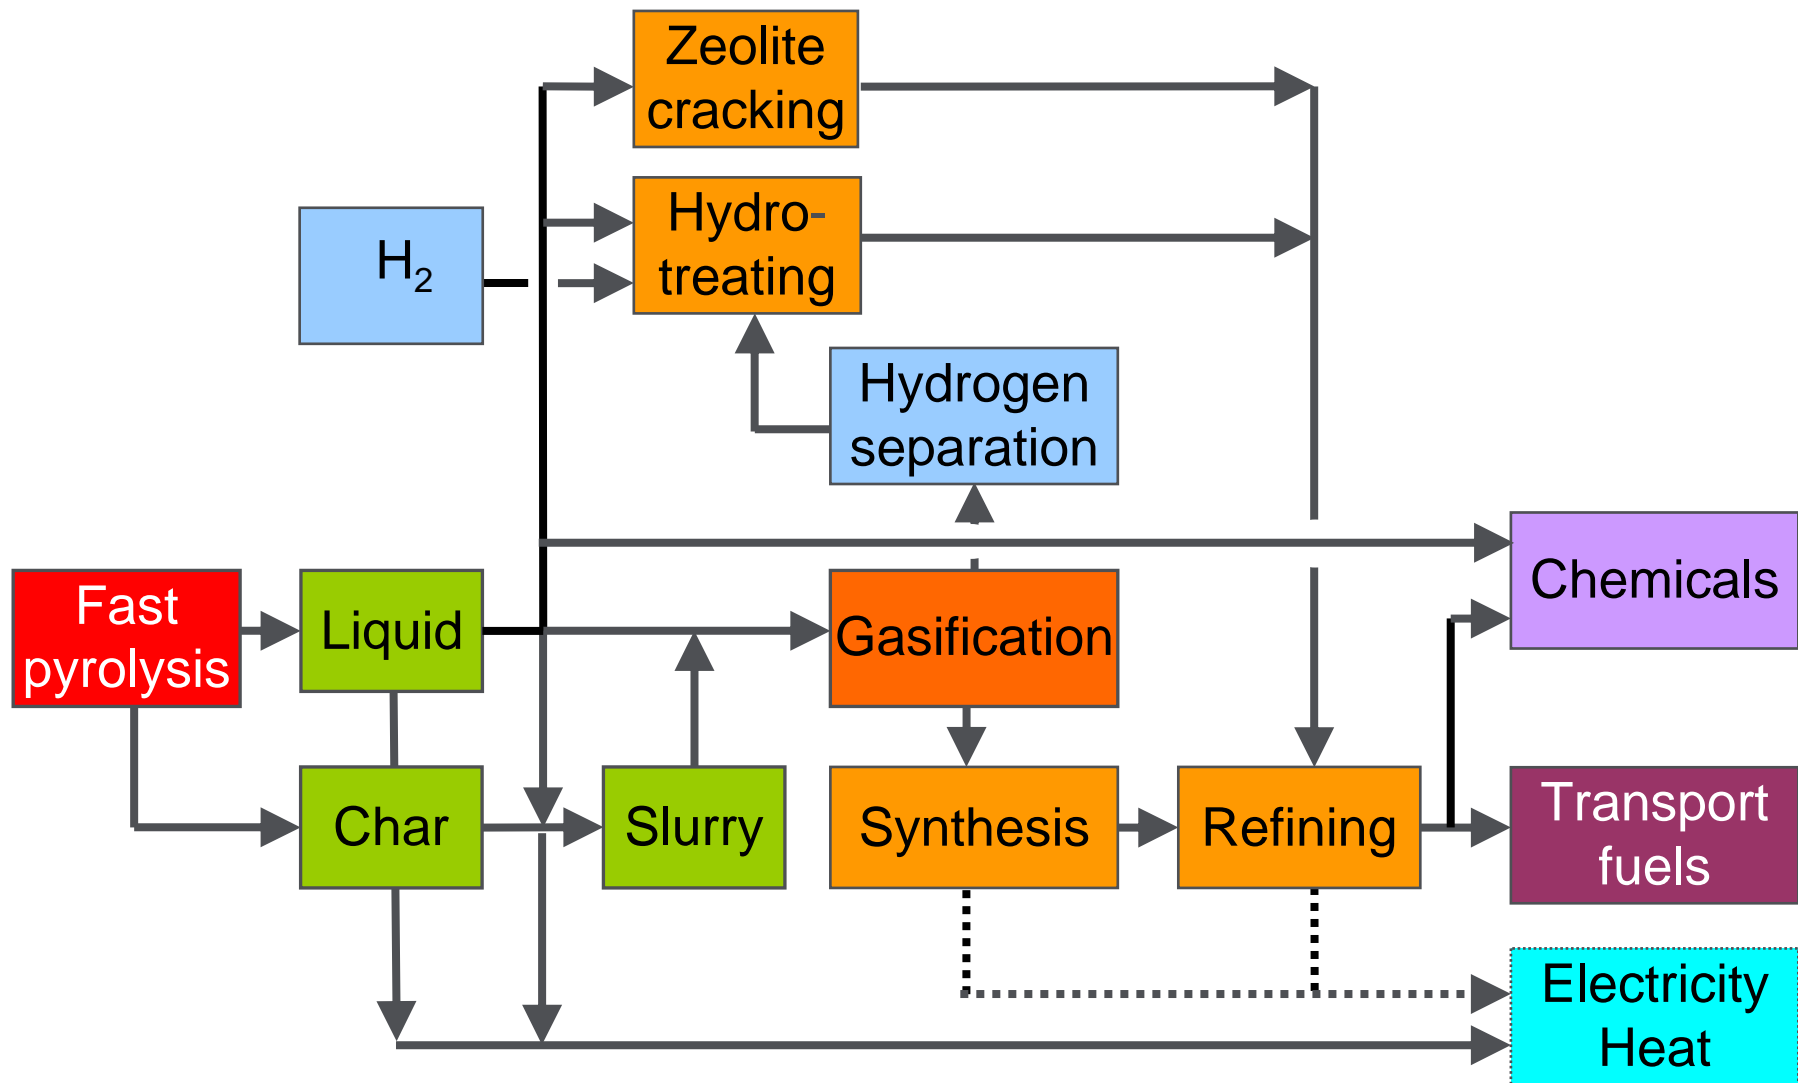 Zeolite
cracking
Hydro-
treating
H₂
Hydrogen
separation
Fast
pyrolysis
Liquid
Gasification
Chemicals
Char
Slurry
Synthesis
Refining
Transport
fuels
Electricity
Heat